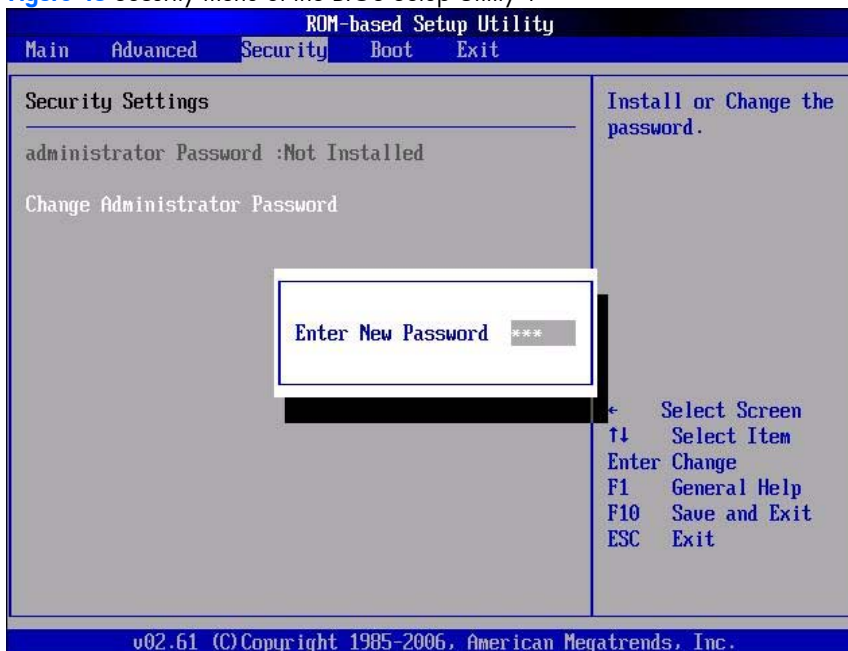 ROM-based Setup Utility
Main Advanced Security Boot Exit
Security Settings
administrator Password :Not Installed
Change Administrator Password
Install or Change the
password.
Enter New Password ***
← Select Screen
↑↓ Select Item
Enter Change
F1 General Help
F10 Save and Exit
ESC Exit
v02.61 (C)Copyright 1985-2006, American Megatrends, Inc.